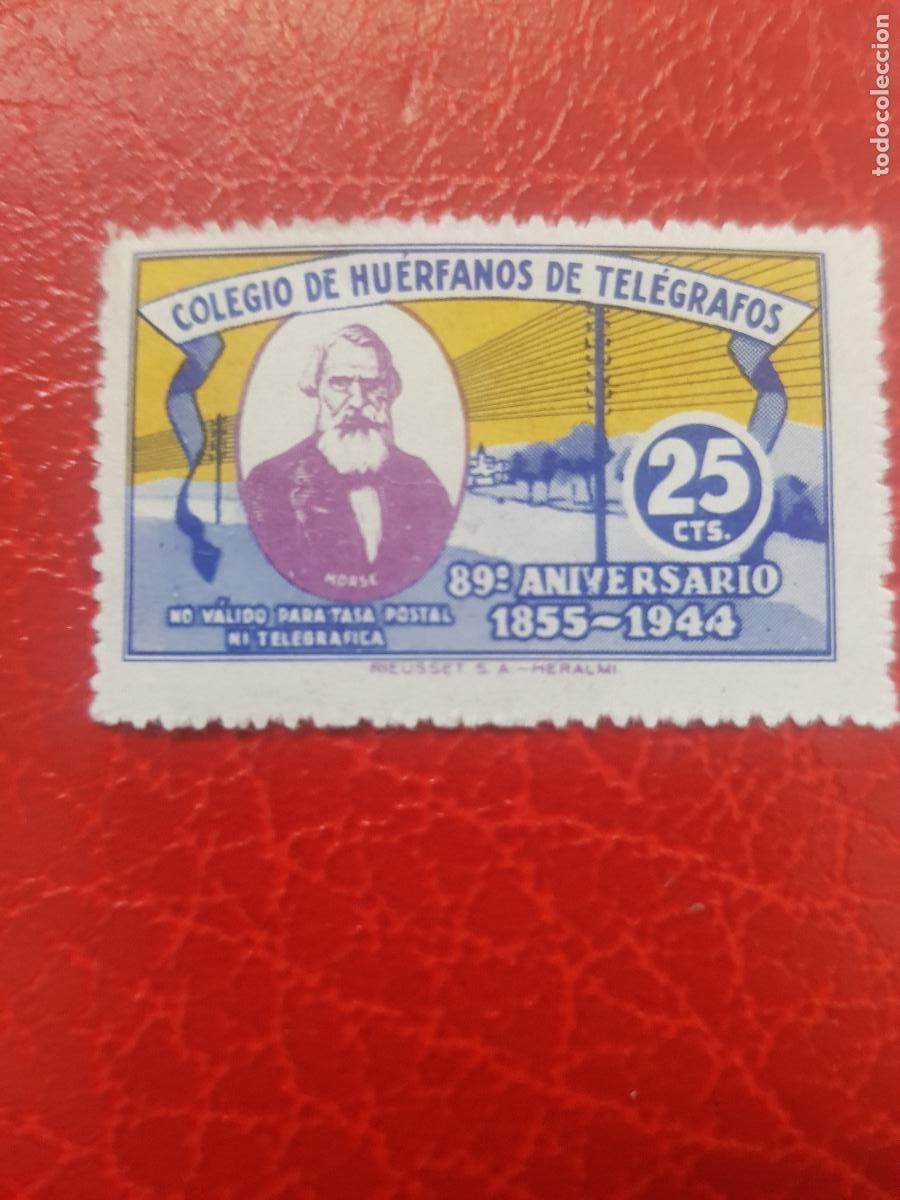 todocoleccion
COLEGIO DE HUÉRFANOS DE TELÉGRAFOS
25
CTS.
MORSE
89º ANIVERSARIO
1855~1944
NO VÁLIDO PARA TASA POSTAL
NI TELEGRAFICA
RIEUSSET S.A.-HERALMI.